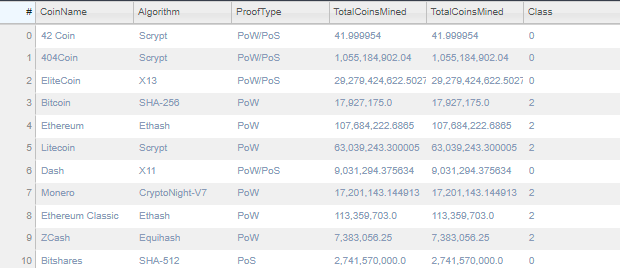 # CoinName Algorithm ProofType TotalCoinsMined TotalCoinsMined Class
0 42 Coin Scrypt PoW/PoS 41.999954 41.999954 0
1 404Coin Scrypt PoW/PoS 1,055,184,902.04 1,055,184,902.04 0
2 EliteCoin X13 PoW/PoS 29,279,424,622.5027 29,279,424,622.5027 0
3 Bitcoin SHA-256 PoW 17,927,175.0 17,927,175.0 2
4 Ethereum Ethash PoW 107,684,222.6865 107,684,222.6865 2
5 Litecoin Scrypt PoW 63,039,243.300005 63,039,243.300005 2
6 Dash X11 PoW/PoS 9,031,294.375634 9,031,294.375634 0
7 Monero CryptoNight-V7 PoW 17,201,143.144913 17,201,143.144913 2
8 Ethereum Classic Ethash PoW 113,359,703.0 113,359,703.0 2
9 ZCash Equihash PoW 7,383,056.25 7,383,056.25 2
10 Bitshares SHA-512 PoS 2,741,570,000.0 2,741,570,000.0 0